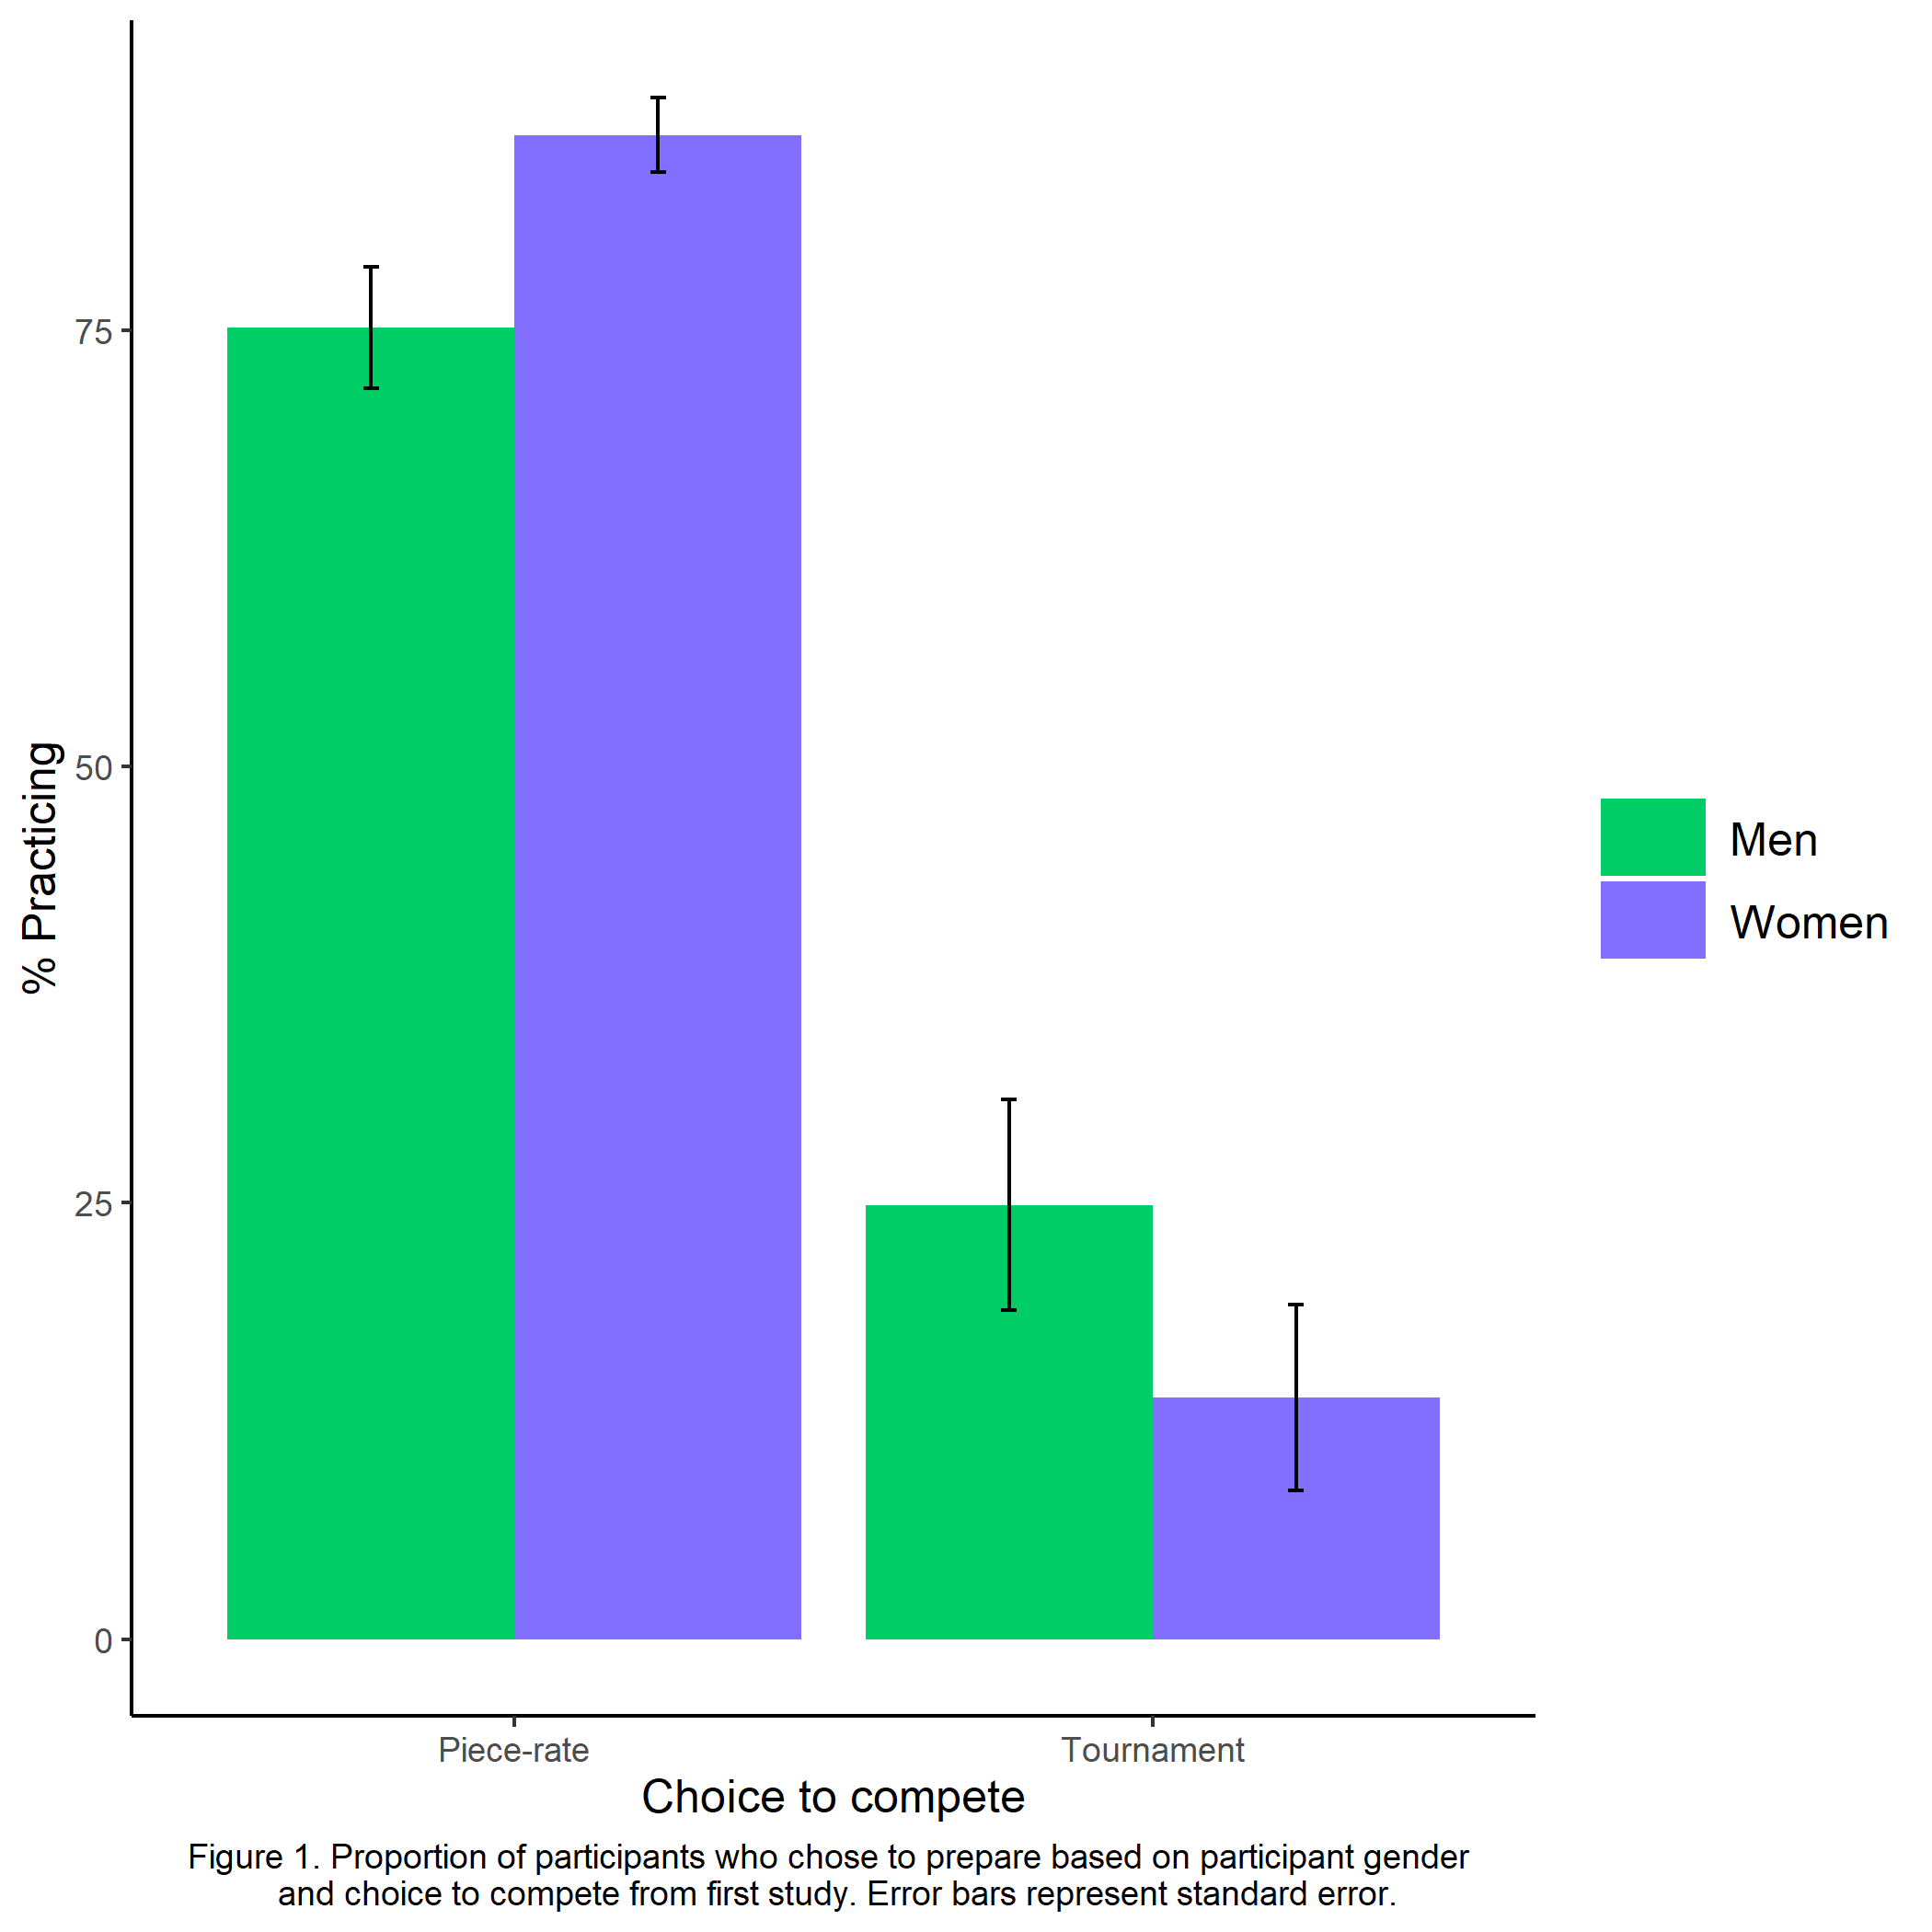 % Practicing
75
50
25
0
Piece-rate
Tournament
Choice to compete
Men
Women
Figure 1. Proportion of participants who chose to prepare based on participant gender
and choice to compete from first study. Error bars represent standard error.